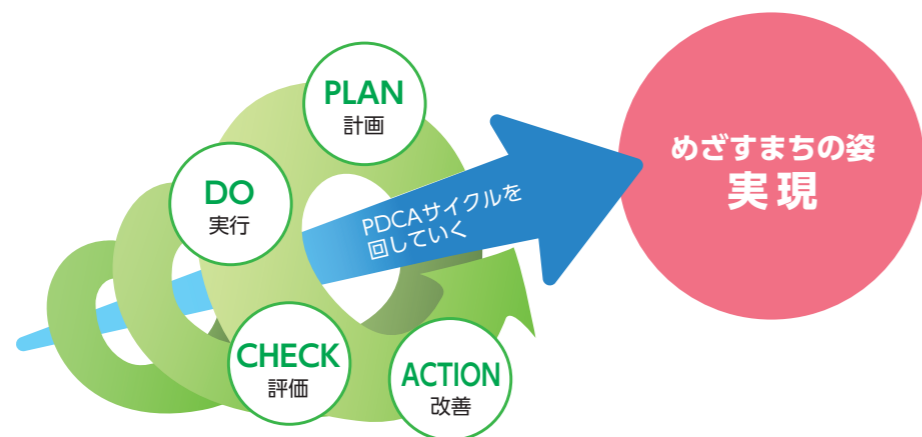 PLAN
計画
DO
実行
CHECK
評価
ACTION
改善
PDCAサイクルを
回していく
めざすまちの姿
実現